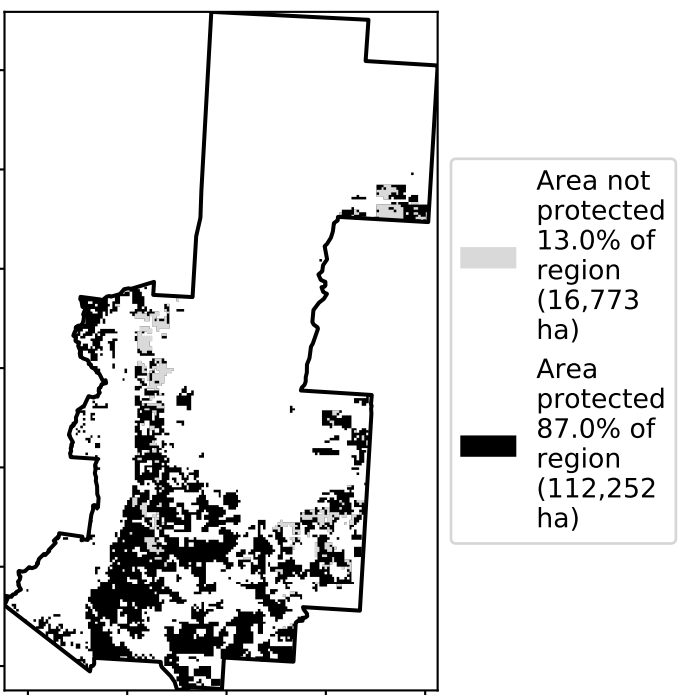 Area not
protected
13.0% of
region
(16,773
ha)
Area
protected
87.0% of
region
(112,252
ha)